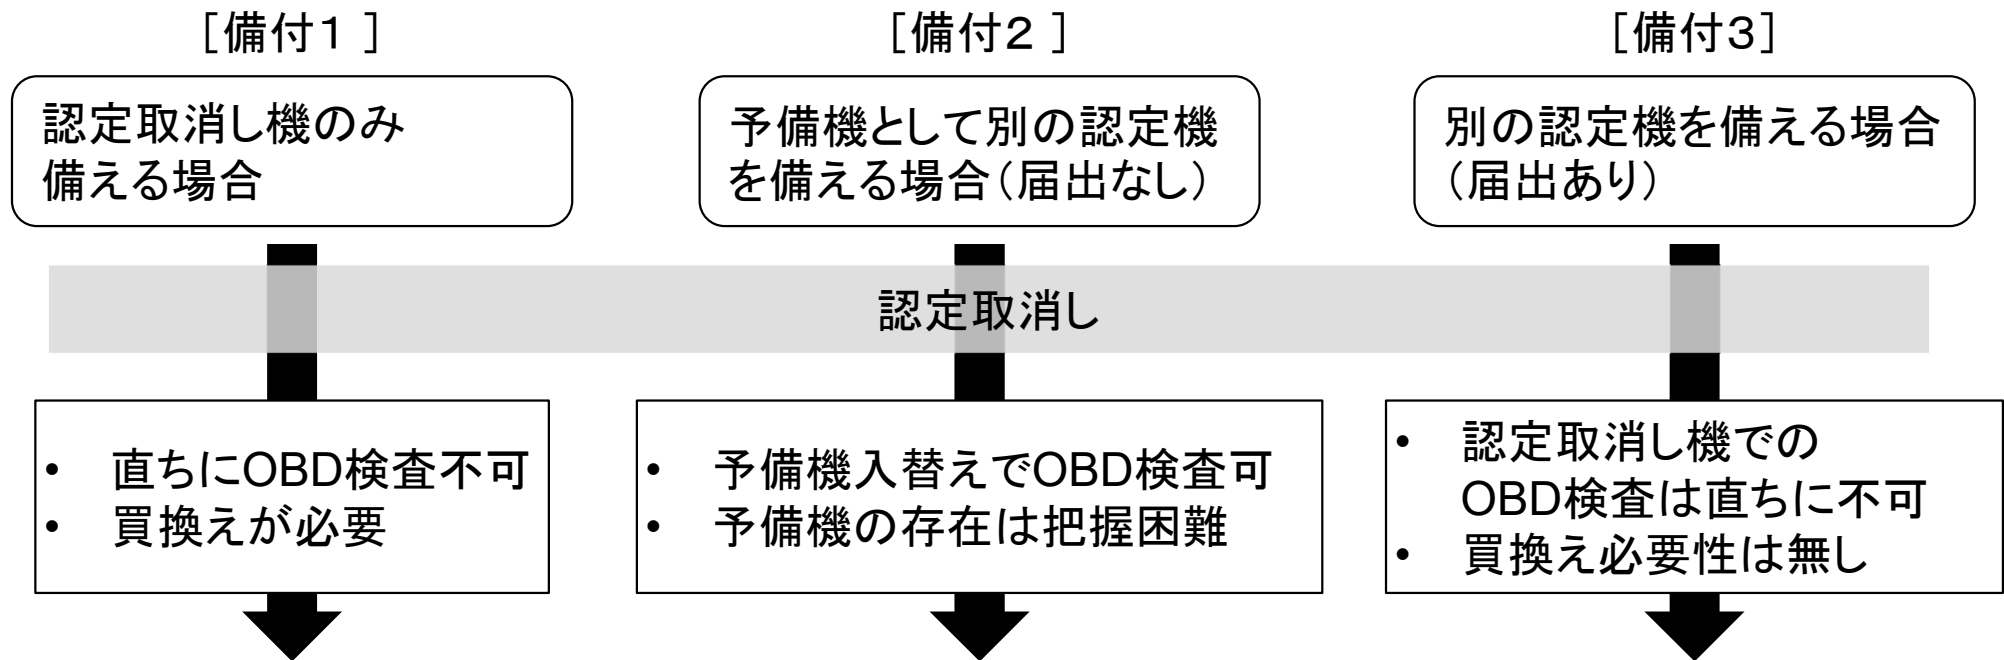 ［備付１］
認定取消し機のみ
備える場合
［備付２］
予備機として別の認定機
を備える場合（届出なし）
［備付３］
別の認定機を備える場合
（届出あり）
認定取消し
• 直ちにOBD検査不可
• 買換えが必要
• 予備機入替えでOBD検査可
• 予備機の存在は把握困難
• 認定取消し機での
OBD検査は直ちに不可
• 買換え必要性は無し